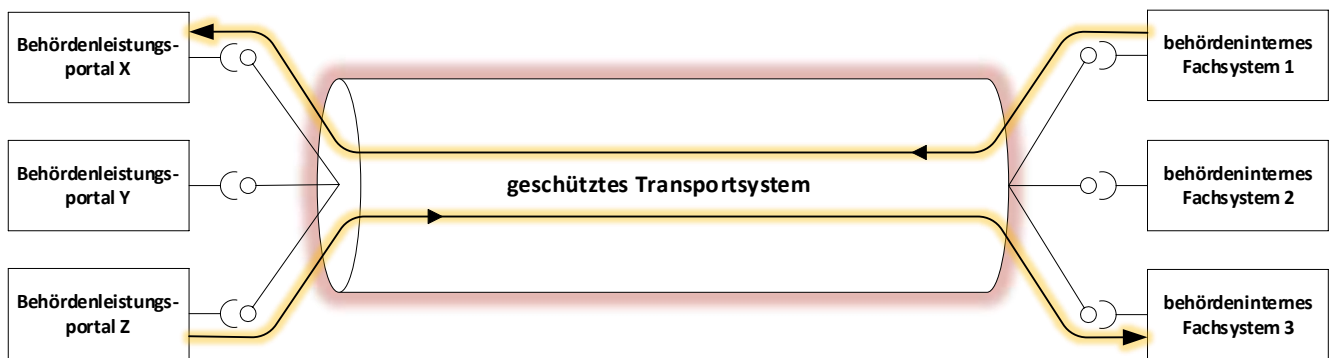 Behördenleistungs-
portal X
behördeninternes
Fachsystem 1
Behördenleistungs-
portal Y
geschütztes Transportsystem
behördeninternes
Fachsystem 2
Behördenleistungs-
portal Z
behördeninternes
Fachsystem 3